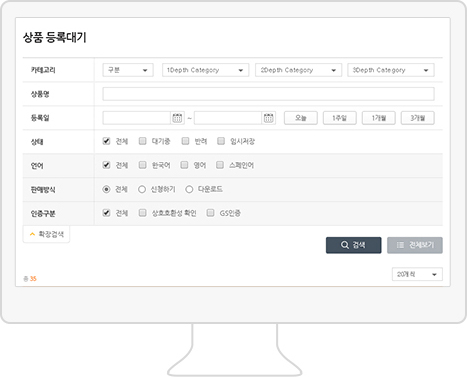 상품 등록대기
카테고리 구분 1Depth Category 2Depth Category 3Depth Category
상품명
등록일 ~ 오늘 1주일 1개월 3개월
상태 전체 대기중 반려 임시저장
언어 전체 한국어 영어 스페인어
판매방식 전체 신청하기 다운로드
인증구분 전체 상호호환성 확인 GS인증
확장검색
검색 전체보기
총 35 20개씩